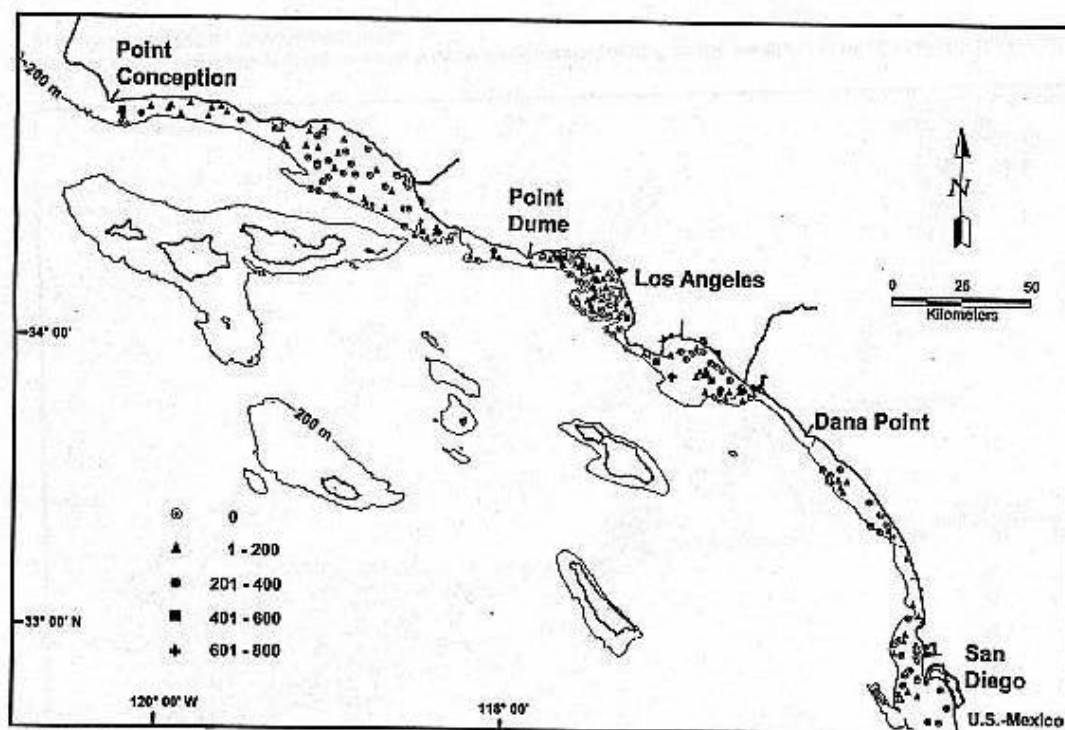 Point
Conception
0-200 m
Point
Dume
N
Los Angeles
0 25 50
Kilometers
34° 00'
200 m
Dana Point
0
1 - 200
201 - 400
401 - 600
601 - 800
33° 00' N
San
Diego
120° 00' W
118° 00'
U.S.-Mexico